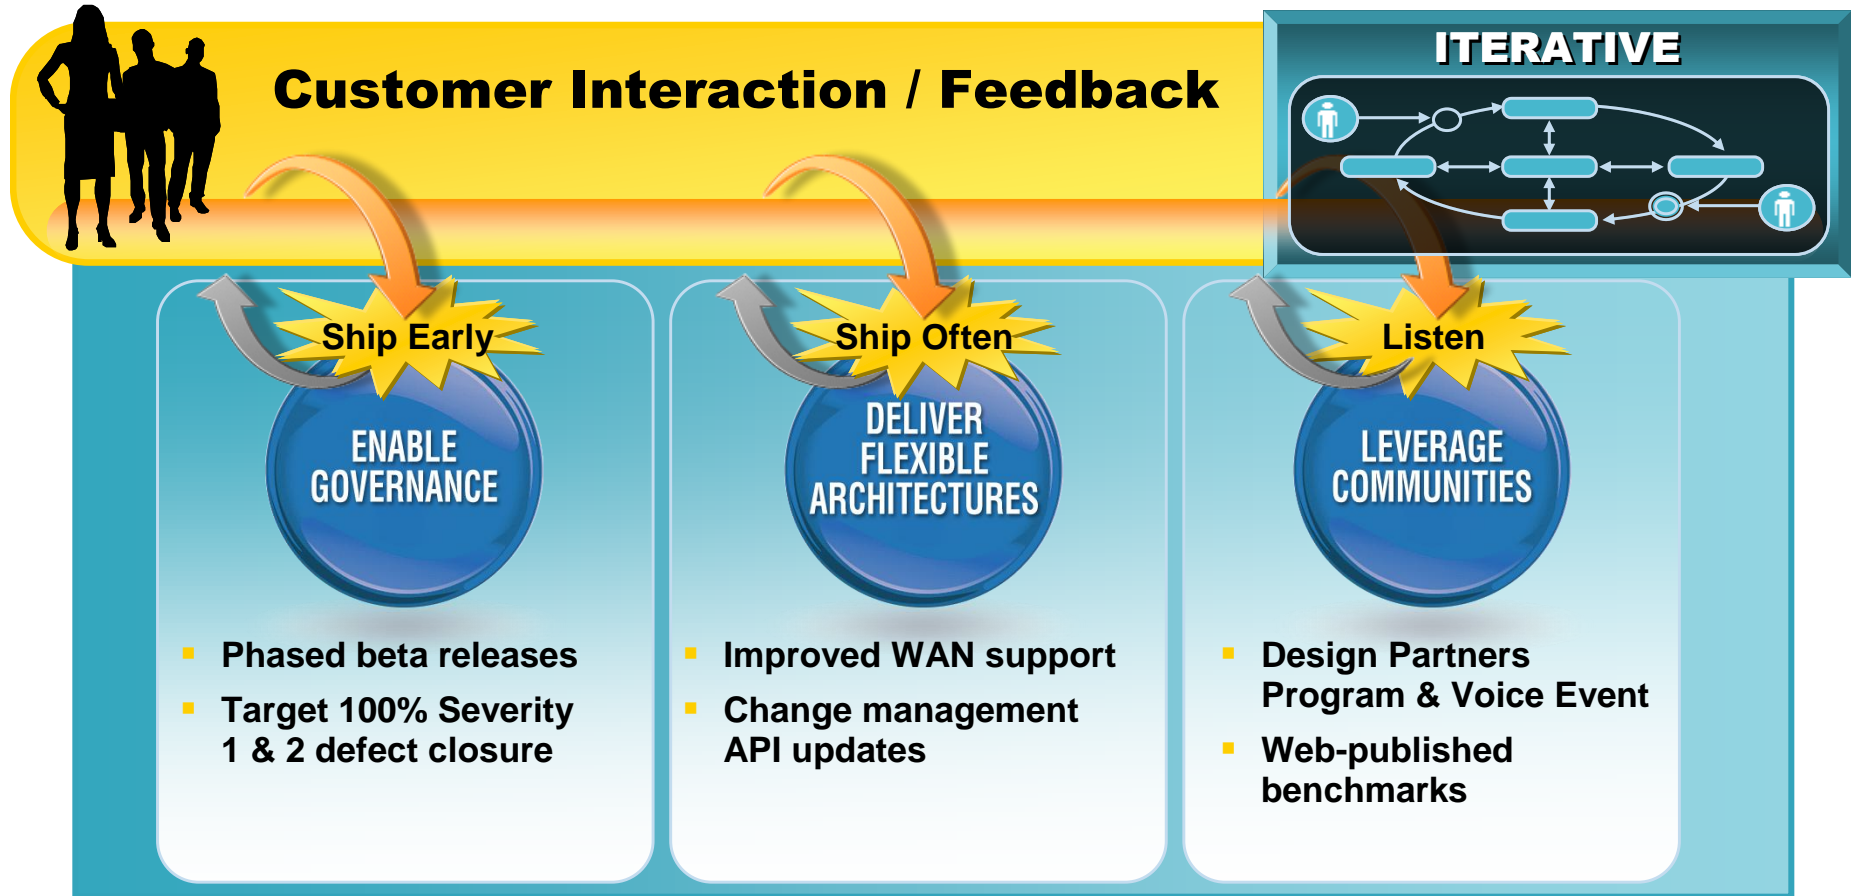 Customer Interaction / Feedback
ITERATIVE
Ship Early
ENABLE
GOVERNANCE
Phased beta releases
Target 100% Severity
1 & 2 defect closure
Ship Often
DELIVER
FLEXIBLE
ARCHITECTURES
Improved WAN support
Change management
API updates
Listen
LEVERAGE
COMMUNITIES
Design Partners
Program & Voice Event
Web-published
benchmarks